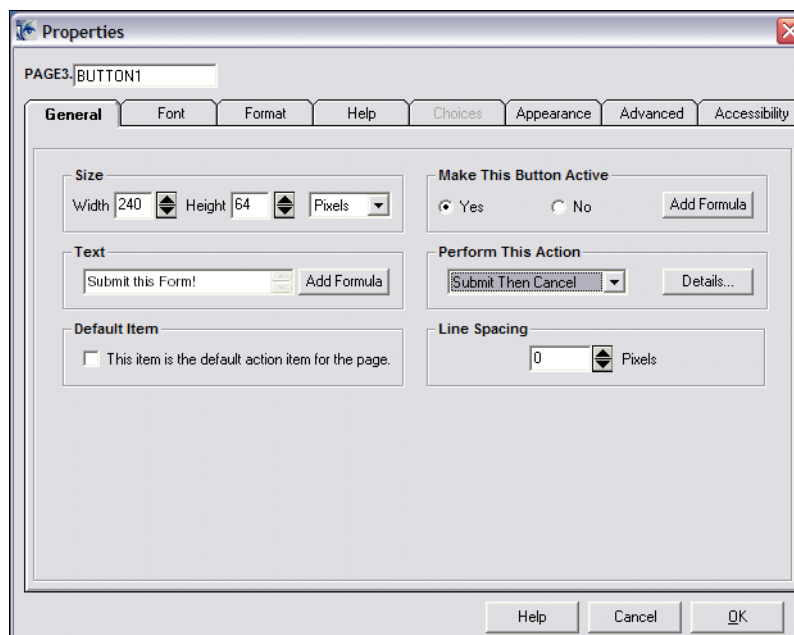 Properties
PAGE3. BUTTON1
General Font Format Help Choices Appearance Advanced Accessibility
Size
Width 240 Height 64 Pixels
Make This Button Active
Yes No Add Formula
Text
Submit this Form! Add Formula
Perform This Action
Submit Then Cancel Details...
Default Item
This item is the default action item for the page.
Line Spacing
0 Pixels
Help Cancel OK